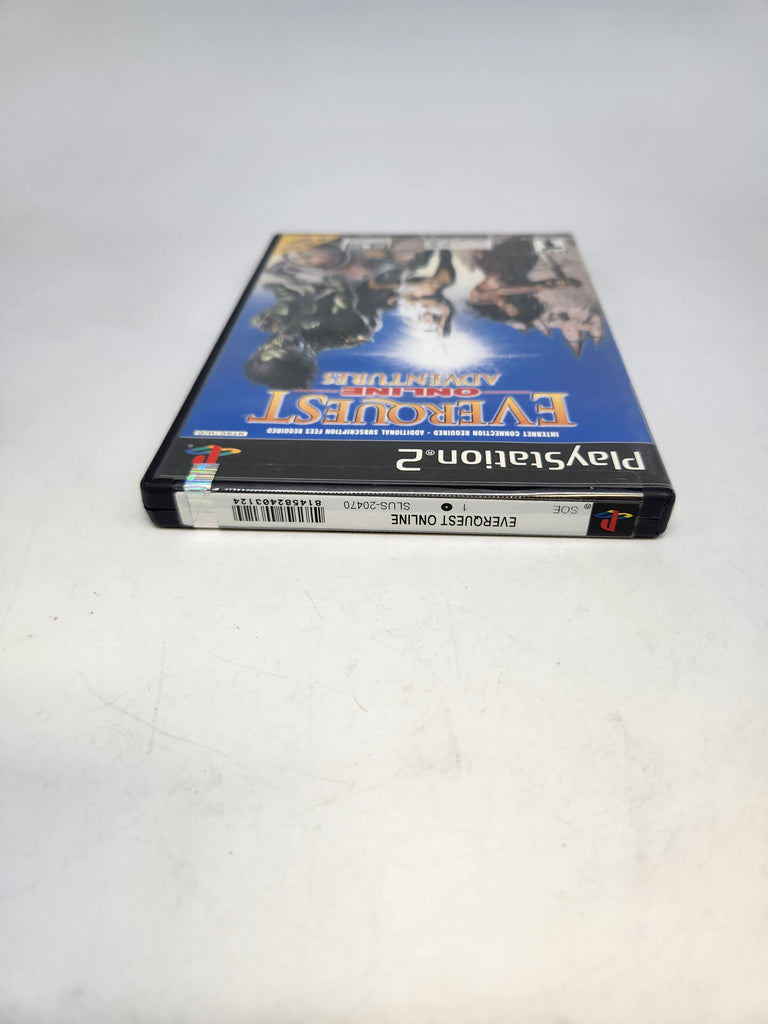 PlayStation®2
INTERNET CONNECTION REQUIRED • ADDITIONAL SUBSCRIPTION FEES REQUIRED
NTSC U/C
EVERQUEST
ONLINE
ADVENTURES
SOE
EVERQUEST ONLINE
1
SLUS-20470
814582403124